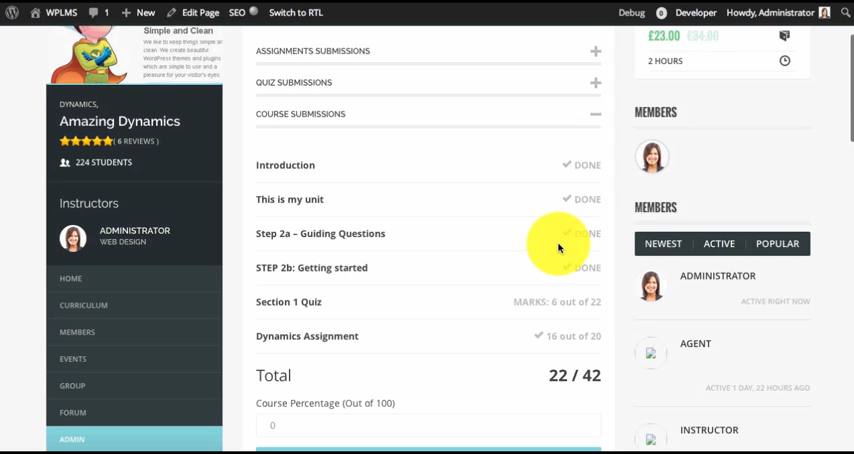 WPLMS 1 New Edit Page SEO Switch to RTL Debug 0 Developer Howdy, Administrator
Simple and Clean
We like to keep things simple an
clean. We create beautiful
WordPress themes and plugins
which are simple to use and a
pleasure for your visitor's eyes
DYNAMICS,
Amazing Dynamics
( 6 REVIEWS )
224 STUDENTS
Instructors
ADMINISTRATOR
WEB DESIGN
HOME
CURRICULUM
MEMBERS
EVENTS
GROUP
FORUM
ADMIN
ASSIGNMENTS SUBMISSIONS
QUIZ SUBMISSIONS
COURSE SUBMISSIONS
Introduction DONE
This is my unit DONE
Step 2a – Guiding Questions DONE
STEP 2b: Getting started DONE
Section 1 Quiz MARKS: 6 out of 22
Dynamics Assignment 16 out of 20
Total 22 / 42
Course Percentage (Out of 100)
0
£23.00 £34.00
2 HOURS
MEMBERS
MEMBERS
NEWEST ACTIVE POPULAR
ADMINISTRATOR
ACTIVE RIGHT NOW
AGENT
ACTIVE 1 DAY, 22 HOURS AGO
INSTRUCTOR